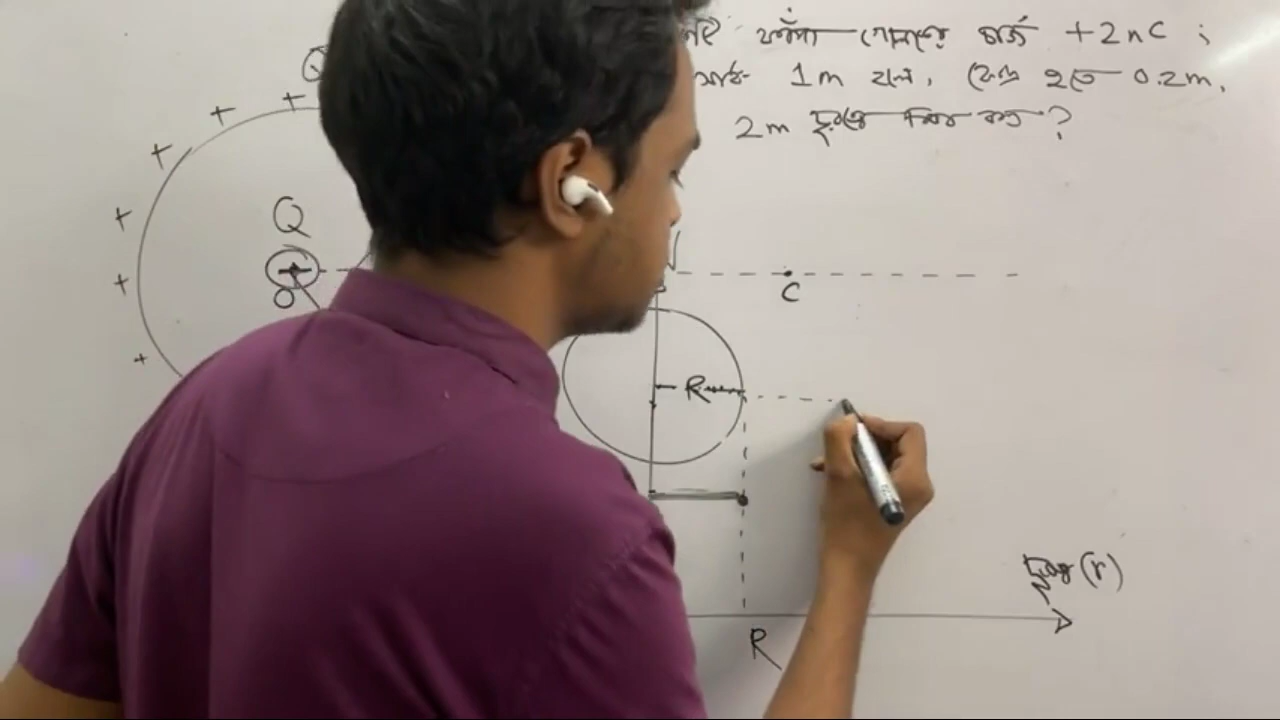 ফাঁপা গোলকের চার্জ +2nC ;
1m হলে, কেন্দ্র হতে 0.2m,
2m দূরত্বে বিভব কত ?
+ +
+
+
+
+
Q
O
C
R
দূরত্ব (r)
R